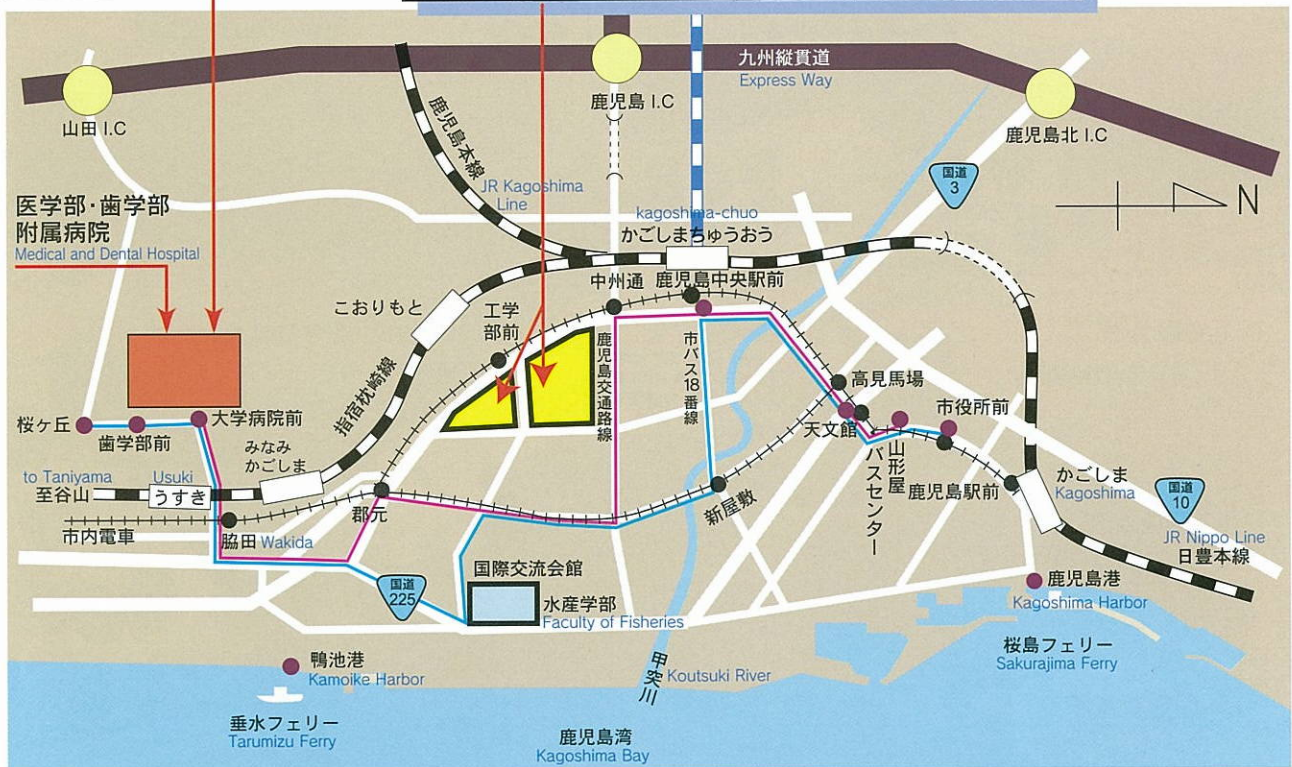 九州縦貫道
Express Way
山田 I.C
鹿児島 I.C
鹿児島北 I.C
鹿児島本線
JR Kagoshima
Line
国道
3
N
医学部・歯学部
附属病院
Medical and Dental Hospital
kagoshima-chuo
かごしまちゅうおう
中州通
鹿児島中央駅前
こおりもと
工学
部前
鹿児島交通路線
市バス18番線
指宿枕崎線
高見馬場
市役所前
天文館
山形屋
バスセンター
桜ヶ丘
歯学部前
大学病院前
みなみ
かごしま
to Taniyama
至谷山
Usuki
うすき
郡元
新屋敷
鹿児島駅前
かごしま
Kagoshima
国道
10
JR Nippo Line
日豊本線
市内電車
脇田 Wakida
国際交流会館
国道
225
水産学部
Faculty of Fisheries
鹿児島港
Kagoshima Harbor
桜島フェリー
Sakurajima Ferry
鴨池港
Kamoike Harbor
甲突川
Koutsuki River
垂水フェリー
Tarumizu Ferry
鹿児島湾
Kagoshima Bay